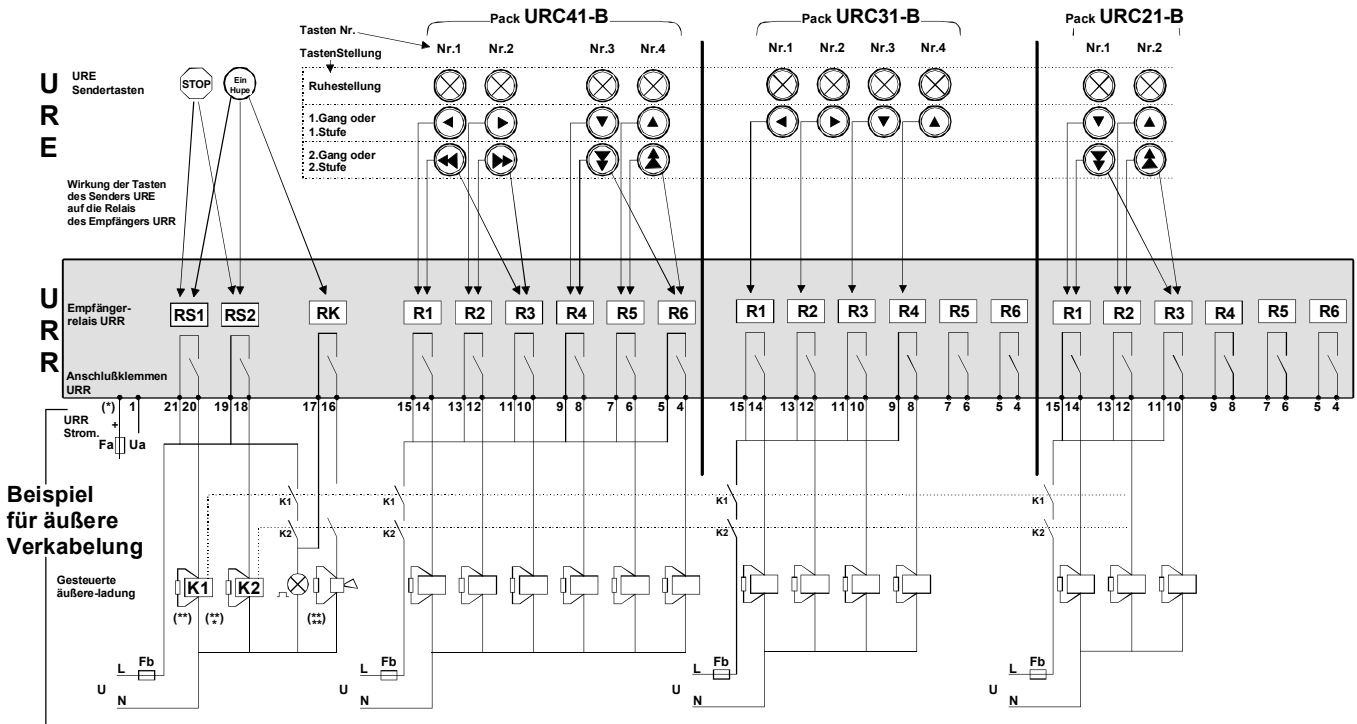 Pack URC41-B
Pack URC31-B
Pack URC21-B
Tasten Nr.
Nr.1 Nr.2 Nr.3 Nr.4
Nr.1 Nr.2 Nr.3 Nr.4
Nr.1 Nr.2
TastenStellung
URE
URE
Sendertasten
STOP
Ein
Hupe
Ruhestellung
1.Gang oder
1.Stufe
2.Gang oder
2.Stufe
Wirkung der Tasten
des Senders URE
auf die Relais
des Empfängers URR
URR
Empfänger-
relais URR
RS1 RS2 RK R1 R2 R3 R4 R5 R6
R1 R2 R3 R4 R5 R6
R1 R2 R3 R4 R5 R6
Anschlußklemmen
URR
(*) 1 21 20 19 18 17 16 15 14 13 12 11 10 9 8 7 6 5 4
15 14 13 12 11 10 9 8 7 6 5 4
15 14 13 12 11 10 9 8 7 6 5 4
URR
Strom.
+
Fa Ua
Beispiel
für äußere
Verkabelung
K1 K1 K1 K1
K2 K2 K2 K2
Gesteuerte
äußere-ladung
K1 K2
(**) (***) (****)
L Fb L Fb L Fb L Fb
U U U U
N N N N